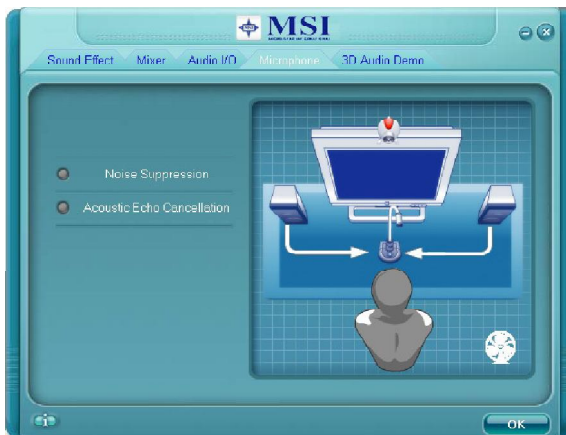 MSI
Sound Effect Mixer Audio I/O Microphone 3D Audio Demo
Noise Suppression
Acoustic Echo Cancellation
i
OK